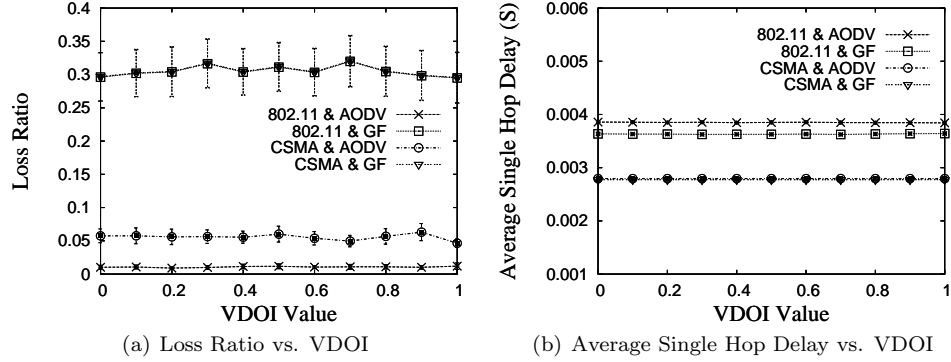 0.4
0.35
0.3
0.25
0.2
0.15
0.1
0.05
0
Loss Ratio
802.11 & AODV
802.11 & GF
CSMA & AODV
CSMA & GF
0 0.2 0.4 0.6 0.8 1
VDOI Value
(a) Loss Ratio vs. VDOI
0.006
0.005
0.004
0.003
0.002
0.001
Average Single Hop Delay (S)
802.11 & AODV
802.11 & GF
CSMA & AODV
CSMA & GF
0 0.2 0.4 0.6 0.8 1
VDOI Value
(b) Average Single Hop Delay vs. VDOI